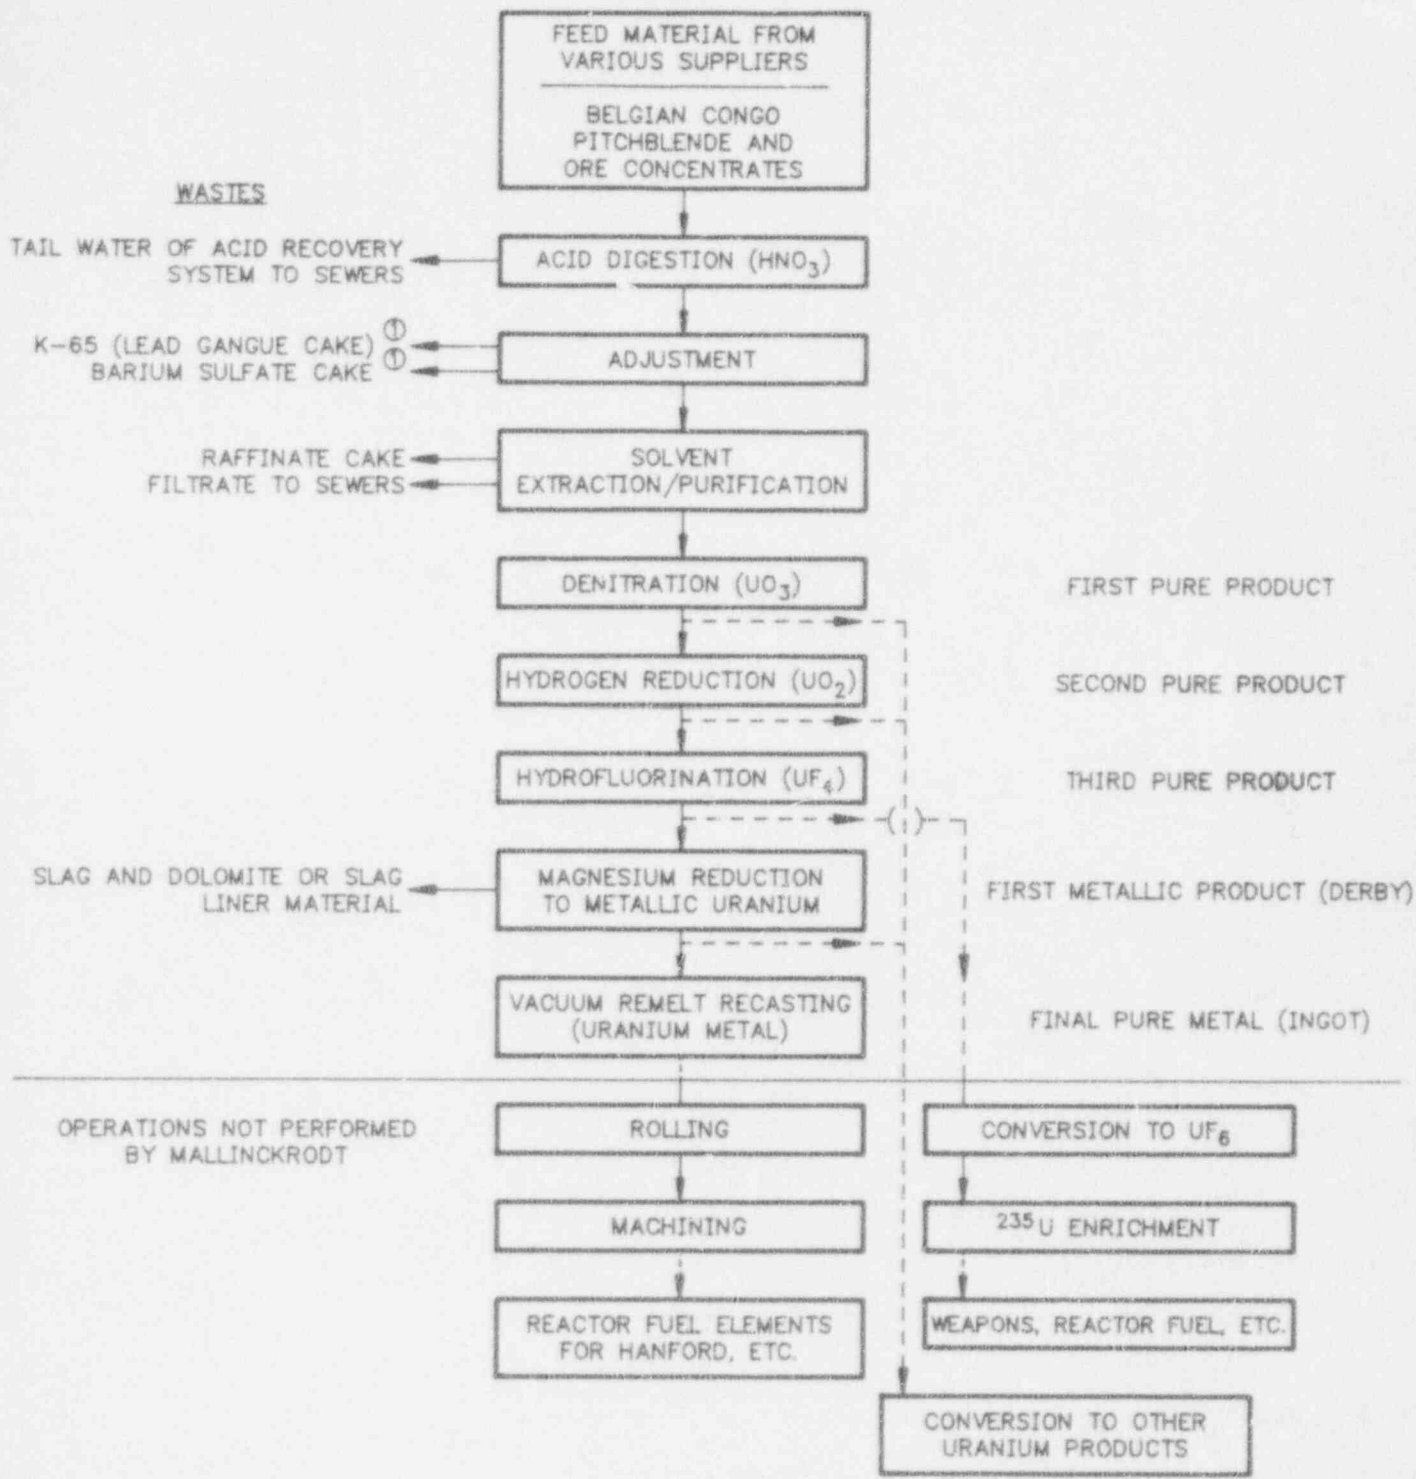 FEED MATERIAL FROM
VARIOUS SUPPLIERS
BELGIAN CONGO
PITCHBLENDE AND
ORE CONCENTRATES
WASTES
TAIL WATER OF ACID RECOVERY
SYSTEM TO SEWERS
ACID DIGESTION (HNO₃)
K-65 (LEAD GANGUE CAKE) ①
BARIUM SULFATE CAKE ①
ADJUSTMENT
RAFFINATE CAKE
FILTRATE TO SEWERS
SOLVENT
EXTRACTION/PURIFICATION
DENITRATION (UO₃)
FIRST PURE PRODUCT
HYDROGEN REDUCTION (UO₂)
SECOND PURE PRODUCT
HYDROFLUORINATION (UF₄)
THIRD PURE PRODUCT
SLAG AND DOLOMITE OR SLAG
LINER MATERIAL
MAGNESIUM REDUCTION
TO METALLIC URANIUM
FIRST METALLIC PRODUCT (DERBY)
VACUUM REMELT RECASTING
(URANIUM METAL)
FINAL PURE METAL (INGOT)
OPERATIONS NOT PERFORMED
BY MALLINCKRODT
ROLLING
CONVERSION TO UF₆
MACHINING
²³⁵U ENRICHMENT
REACTOR FUEL ELEMENTS
FOR HANFORD, ETC.
WEAPONS, REACTOR FUEL, ETC.
CONVERSION TO OTHER
URANIUM PRODUCTS